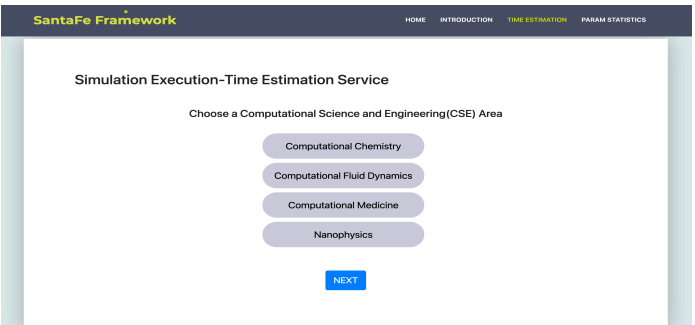 SantaFe Framework
HOME INTRODUCTION TIME ESTIMATION PARAM STATISTICS
Simulation Execution-Time Estimation Service
Choose a Computational Science and Engineering(CSE) Area
Computational Chemistry
Computational Fluid Dynamics
Computational Medicine
Nanophysics
NEXT